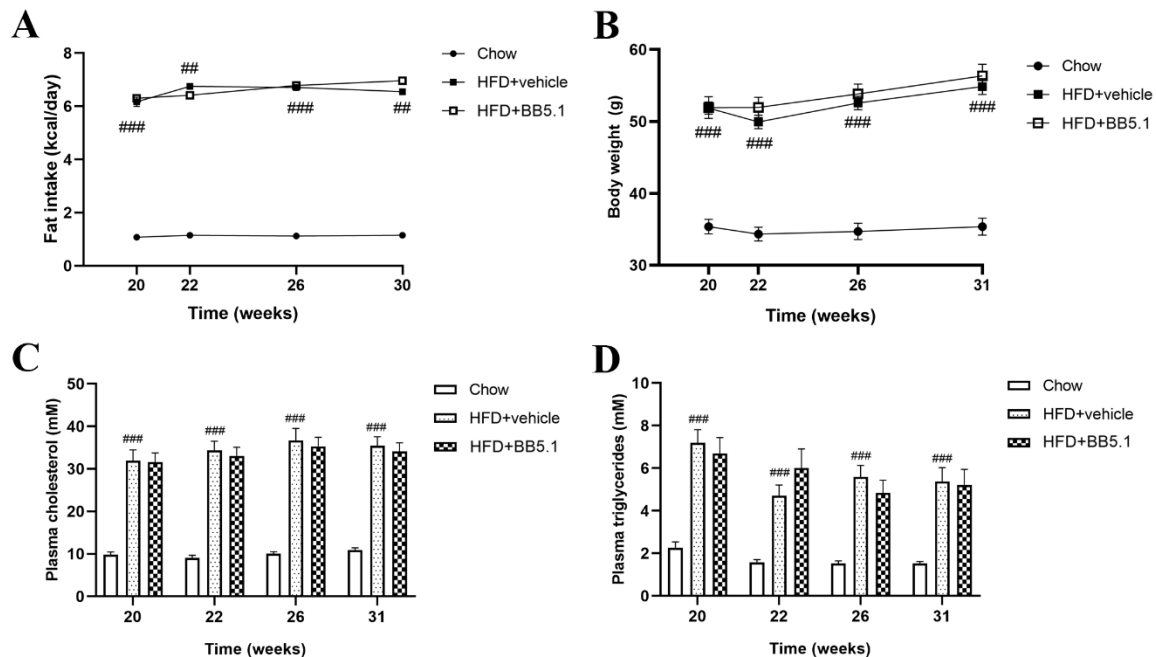 A
Fat intake (kcal/day)
8
6
4
2
0
##
###
###
##
20
22
26
30
Time (weeks)
Chow
HFD+vehicle
HFD+BB5.1
B
Body weight (g)
60
50
40
30
###
###
###
###
20
22
26
31
Time (weeks)
Chow
HFD+vehicle
HFD+BB5.1
C
Plasma cholesterol (mM)
50
40
30
20
10
0
###
###
###
###
20
22
26
31
Time (weeks)
Chow
HFD+vehicle
HFD+BB5.1
D
Plasma triglycerides (mM)
10
8
6
4
2
0
###
###
###
###
20
22
26
31
Time (weeks)
Chow
HFD+vehicle
HFD+BB5.1